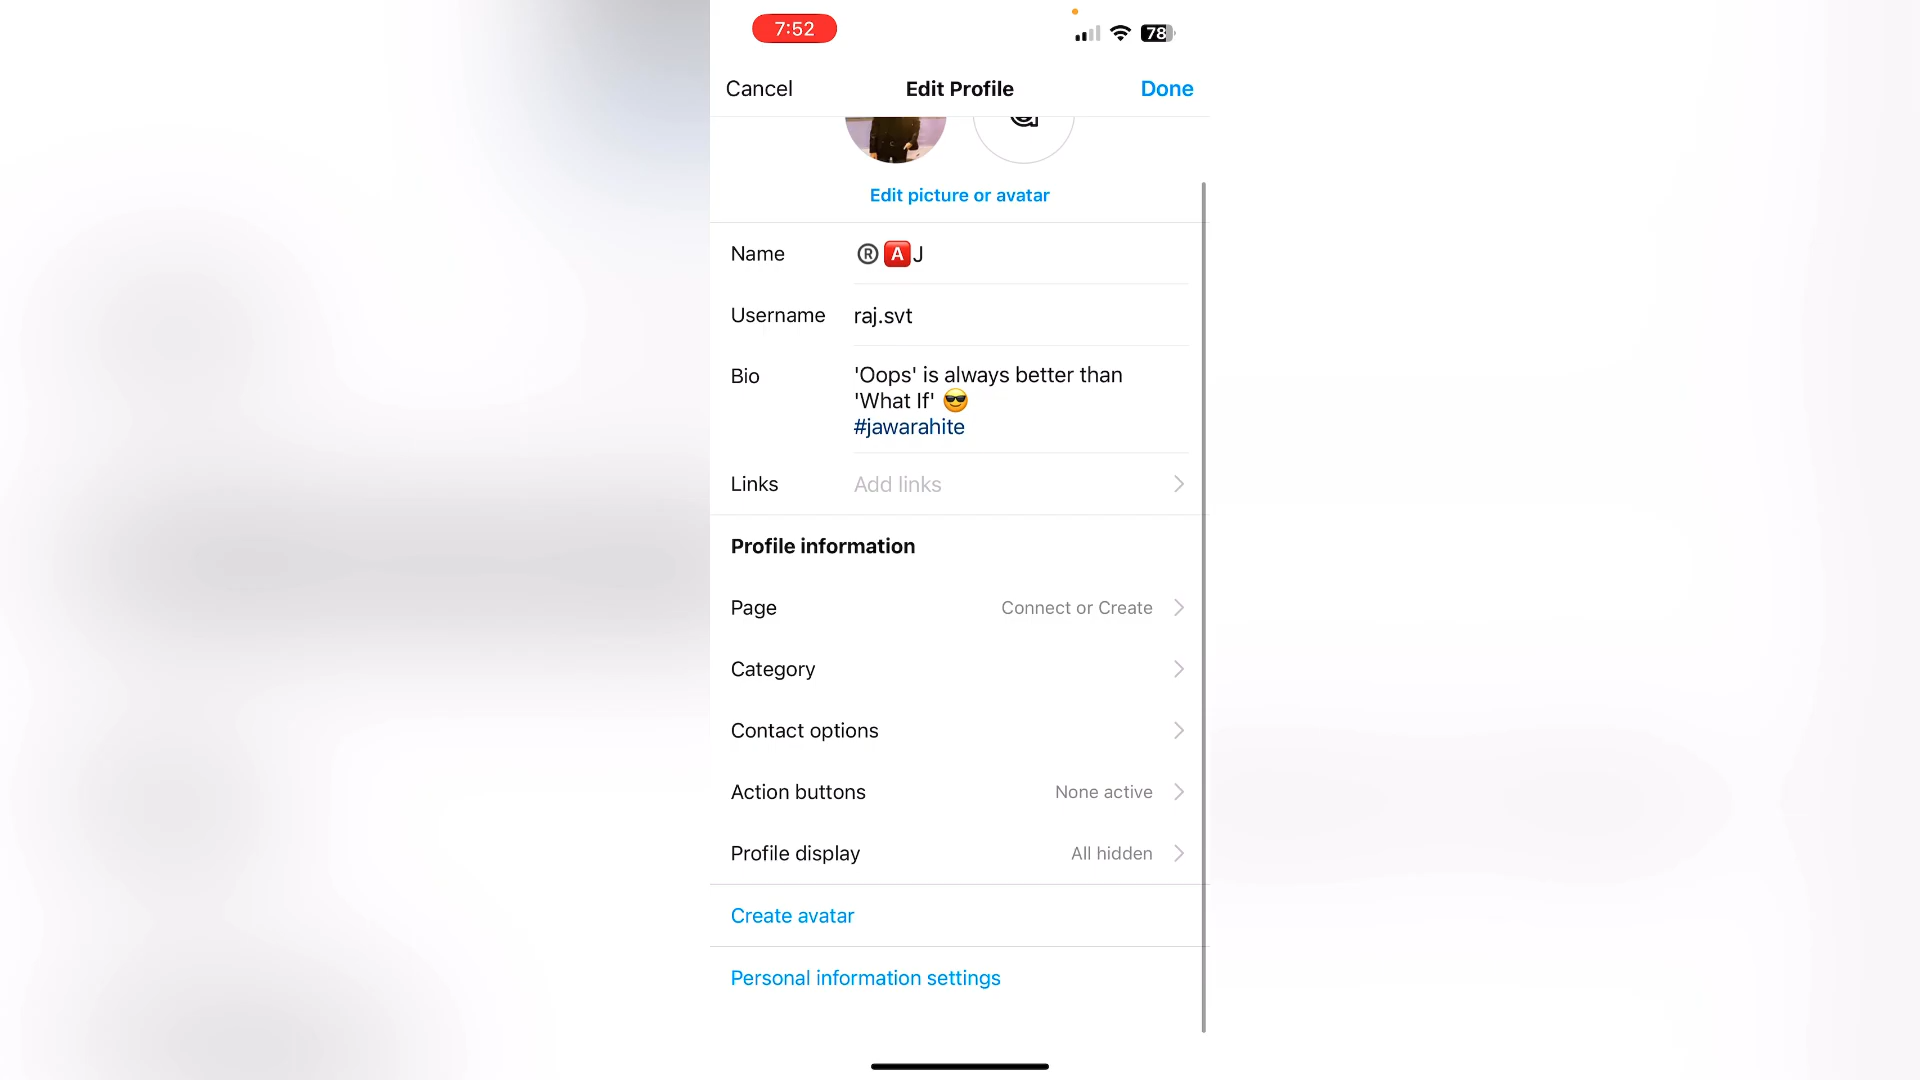 7:52
78
Cancel
Edit Profile
Done
Edit picture or avatar
Name
®️🅰️J
Username
raj.svt
Bio
'Oops' is always better than
'What If' 😎
#jawarahite
Links
Add links
Profile information
Page
Connect or Create
Category
Contact options
Action buttons
None active
Profile display
All hidden
Create avatar
Personal information settings